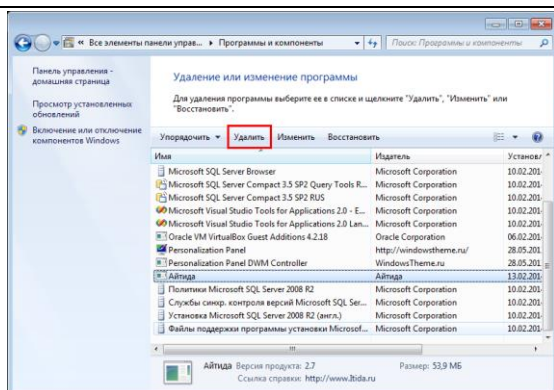 « Все элементы панели управ... ▸ Программы и компоненты
Поиск: Программы и компоненты
Панель управления - домашняя страница
Просмотр установленных обновлений
Включение или отключение компонентов Windows
Удаление или изменение программы
Для удаления программы выберите ее в списке и щелкните "Удалить", "Изменить" или
"Восстановить".
Упорядочить Удалить Изменить Восстановить
Имя Издатель Установл
Microsoft SQL Server Browser Microsoft Corporation 10.02.201
Microsoft SQL Server Compact 3.5 SP2 Query Tools R... Microsoft Corporation 10.02.201
Microsoft SQL Server Compact 3.5 SP2 RUS Microsoft Corporation 10.02.201
Microsoft Visual Studio Tools for Applications 2.0 - E... Microsoft Corporation 10.02.201
Microsoft Visual Studio Tools for Applications 2.0 Lan... Microsoft Corporation 10.02.201
Oracle VM VirtualBox Guest Additions 4.2.18 Oracle Corporation 06.02.201
Personalization Panel http://windowstheme.ru/ 28.05.201
Personalization Panel DWM Controller WindowsTheme.ru 28.05.201
Айтида Айтида 13.02.201
Политики Microsoft SQL Server 2008 R2 Microsoft Corporation 10.02.201
Службы синхр. контроля версий Microsoft SQL Ser... Microsoft Corporation 10.02.201
Установка Microsoft SQL Server 2008 R2 (англ.) Microsoft Corporation 10.02.201
Файлы поддержки программы установки Microsof... Microsoft Corporation 10.02.201
Айтида Версия продукта: 2.7 Размер: 53,9 МБ
Ссылка справки: http://www.Itida.ru